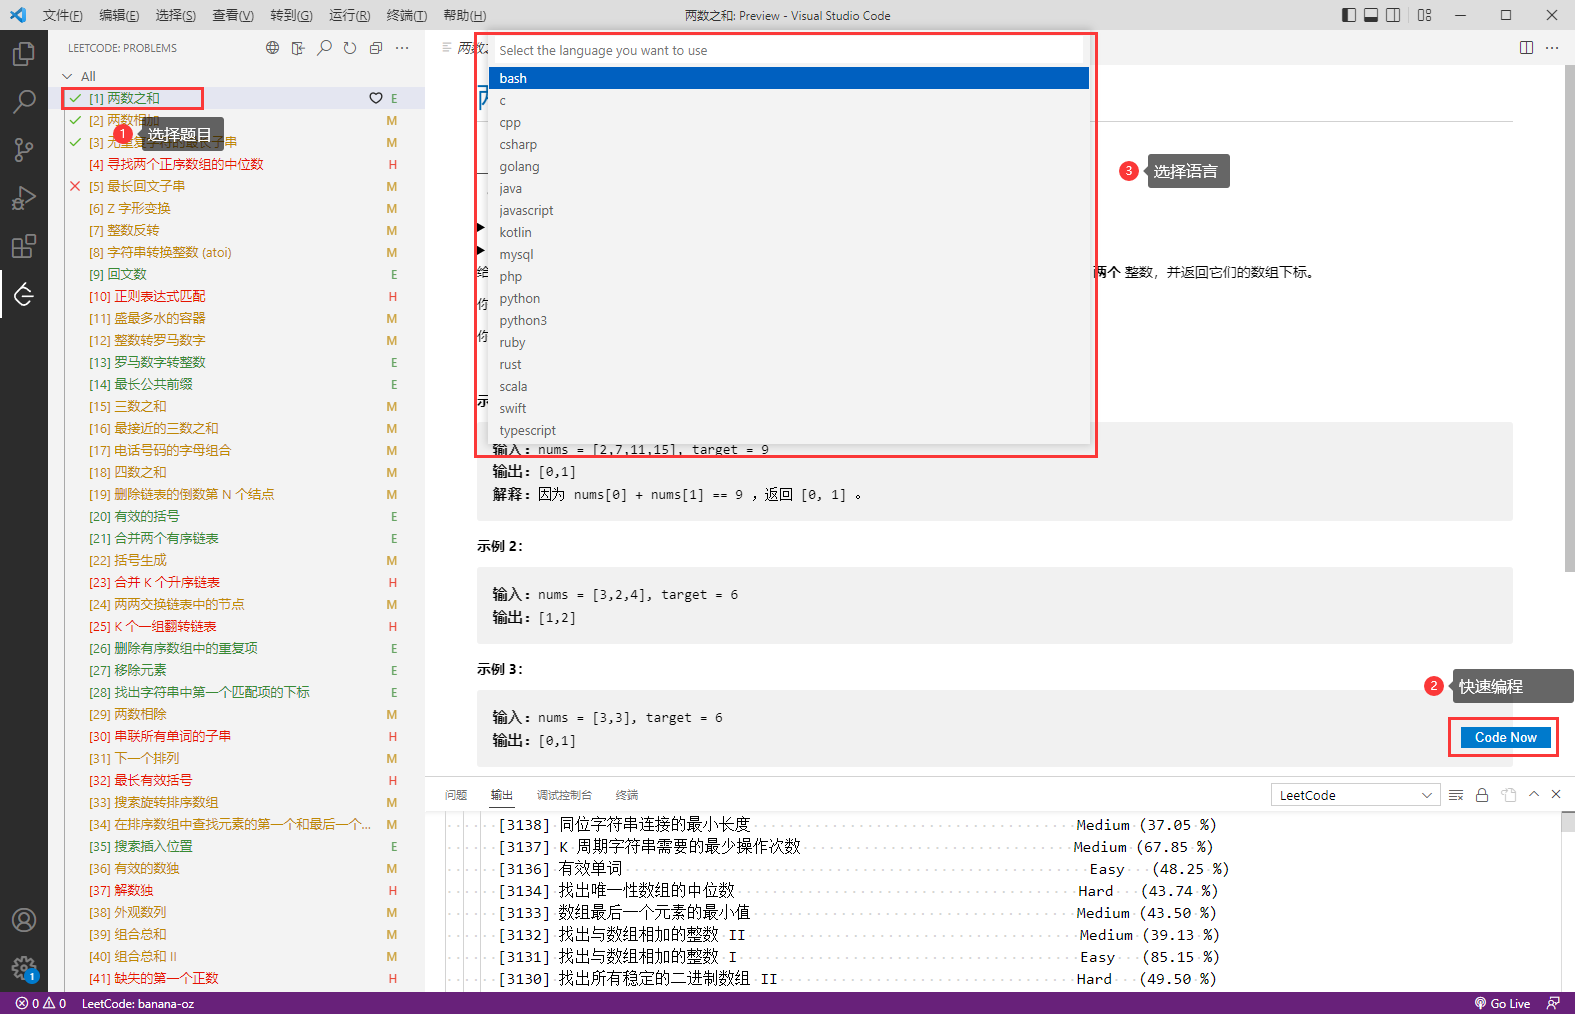 文件(F) 编辑(E) 选择(S) 查看(V) 转到(G) 运行(R) 终端(T) 帮助(H)
两数之和: Preview - Visual Studio Code
LEETCODE: PROBLEMS
All
[1] 两数之和 E
[2] 两数相加 M
1 选择题目
[3] 无重复字符的最长子串 M
[4] 寻找两个正序数组的中位数 H
[5] 最长回文子串 M
[6] Z 字形变换 M
[7] 整数反转 M
[8] 字符串转换整数 (atoi) M
[9] 回文数 E
[10] 正则表达式匹配 H
[11] 盛最多水的容器 M
[12] 整数转罗马数字 M
[13] 罗马数字转整数 E
[14] 最长公共前缀 E
[15] 三数之和 M
[16] 最接近的三数之和 M
[17] 电话号码的字母组合 M
[18] 四数之和 M
[19] 删除链表的倒数第 N 个结点 M
[20] 有效的括号 E
[21] 合并两个有序链表 E
[22] 括号生成 M
[23] 合并 K 个升序链表 H
[24] 两两交换链表中的节点 M
[25] K 个一组翻转链表 H
[26] 删除有序数组中的重复项 E
[27] 移除元素 E
[28] 找出字符串中第一个匹配项的下标 E
[29] 两数相除 M
[30] 串联所有单词的子串 H
[31] 下一个排列 M
[32] 最长有效括号 H
[33] 搜索旋转排序数组 M
[34] 在排序数组中查找元素的第一个和最后一个... M
[35] 搜索插入位置 E
[36] 有效的数独 M
[37] 解数独 H
[38] 外观数列 M
[39] 组合总和 M
[40] 组合总和 II M
[41] 缺失的第一个正数 H
两数
Select the language you want to use
bash
c
cpp
csharp
golang
java
javascript
kotlin
mysql
php
python
python3
ruby
rust
scala
swift
typescript
3 选择语言
给
两个 整数，并返回它们的数组下标。
你
你
示
输入：nums = [2,7,11,15], target = 9
输出：[0,1]
解释：因为 nums[0] + nums[1] == 9 ，返回 [0, 1] 。
示例 2：
输入：nums = [3,2,4], target = 6
输出：[1,2]
示例 3：
输入：nums = [3,3], target = 6
输出：[0,1]
2 快速编程
Code Now
问题 输出 调试控制台 终端
LeetCode
[3138] 同位字符串连接的最小长度 Medium (37.05 %)
[3137] K 周期字符串需要的最少操作次数 Medium (67.85 %)
[3136] 有效单词 Easy (48.25 %)
[3134] 找出唯一性数组的中位数 Hard (43.74 %)
[3133] 数组最后一个元素的最小值 Medium (43.50 %)
[3132] 找出与数组相加的整数 II Medium (39.13 %)
[3131] 找出与数组相加的整数 I Easy (85.15 %)
[3130] 找出所有稳定的二进制数组 II Hard (49.50 %)
1
0 0 LeetCode: banana-oz
Go Live